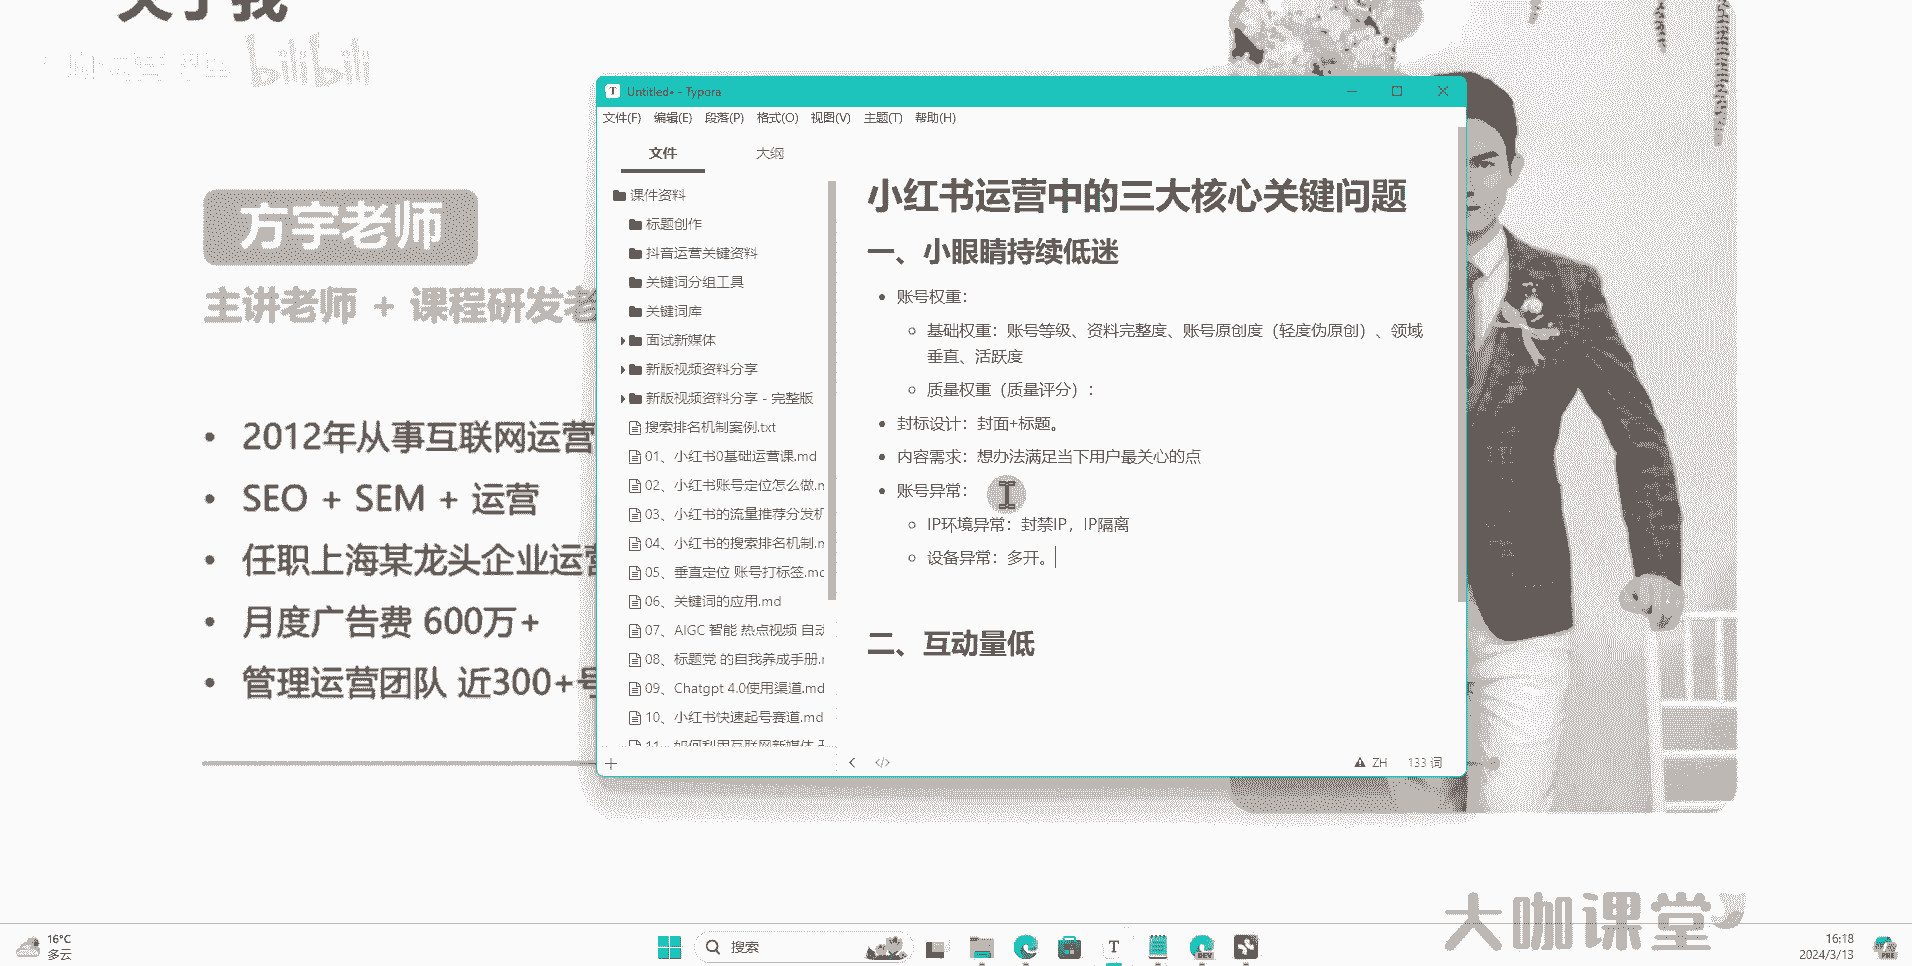 关于我
bilibili
方宇老师
主讲老师 + 课程研发老
2012年从事互联网运营
SEO + SEM + 运营
任职上海某龙头企业运营
月度广告费 600万+
管理运营团队 近300+号
Untitled• - Typora
文件(F) 编辑(E) 段落(P) 格式(O) 视图(V) 主题(T) 帮助(H)
文件 大纲
课件资料
标题创作
抖音运营关键资料
关键词分组工具
关键词库
面试新媒体
新版视频资料分享
新版视频资料分享 - 完整版
搜索排名机制案例.txt
01、小红书0基础运营课.md
02、小红书账号定位怎么做.m
03、小红书的流量推荐分发机
04、小红书的搜索排名机制.m
05、垂直定位 账号打标签.md
06、关键词的应用.md
07、AIGC 智能 热点视频 自动
08、标题党 的自我养成手册.m
09、Chatgpt 4.0使用渠道.md
10、小红书快速起号赛道.md
11、如何利用互联网新媒体
小红书运营中的三大核心关键问题
一、小眼睛持续低迷
账号权重：
基础权重：账号等级、资料完整度、账号原创度（轻度伪原创）、领域
垂直、活跃度
质量权重（质量评分）：
封标设计：封面+标题。
内容需求：想办法满足当下用户最关心的点
账号异常：
IP环境异常：封禁IP，IP隔离
设备异常：多开。
二、互动量低
ZH 133 词
大咖课堂
16°C
多云
搜索
DEV
16:18
2024/3/13
PRE